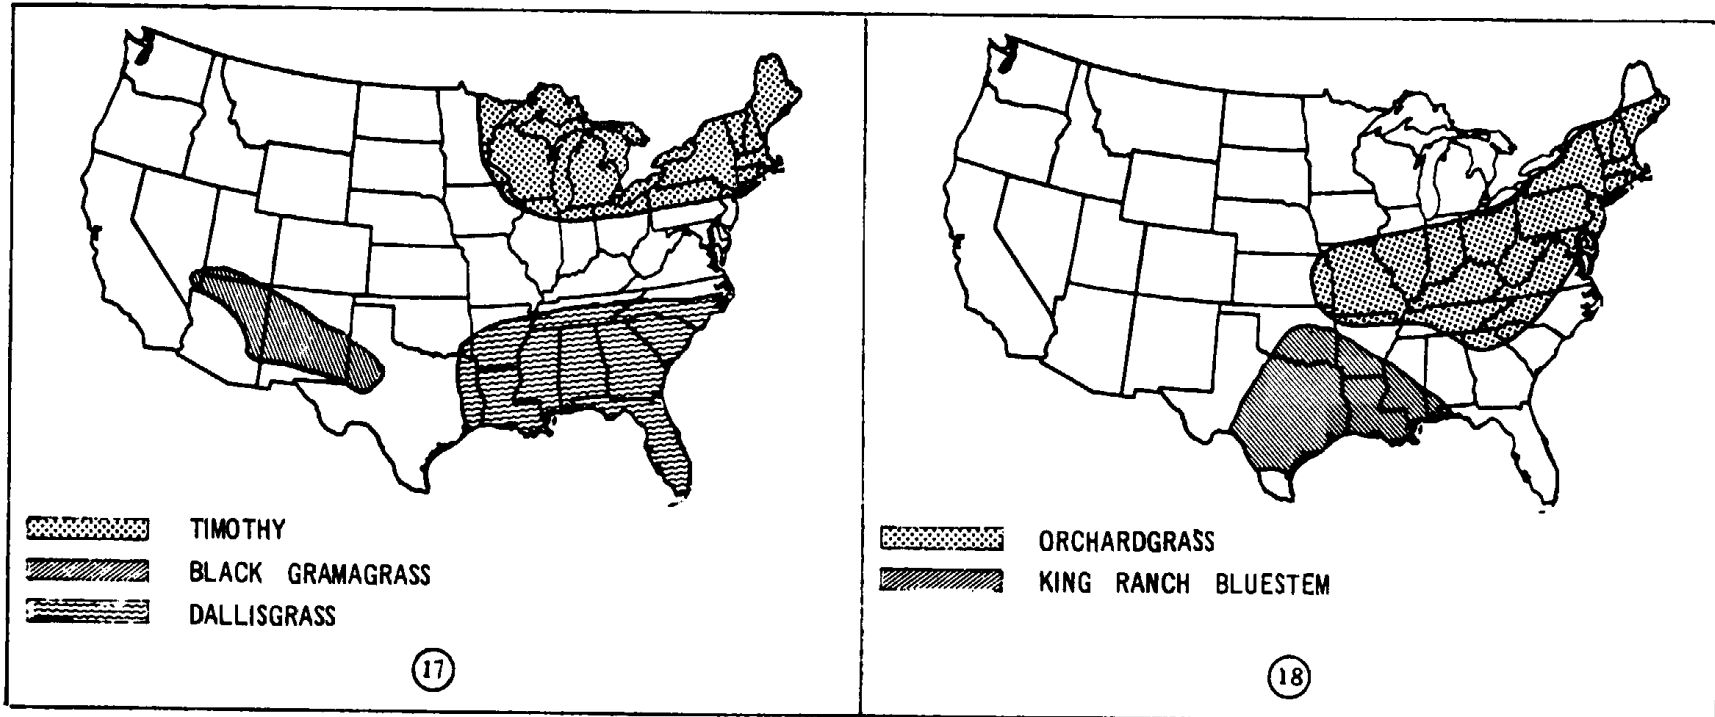 TIMOTHY
BLACK GRAMAGRASS
DALLISGRASS
17
ORCHARDGRASS
KING RANCH BLUESTEM
18